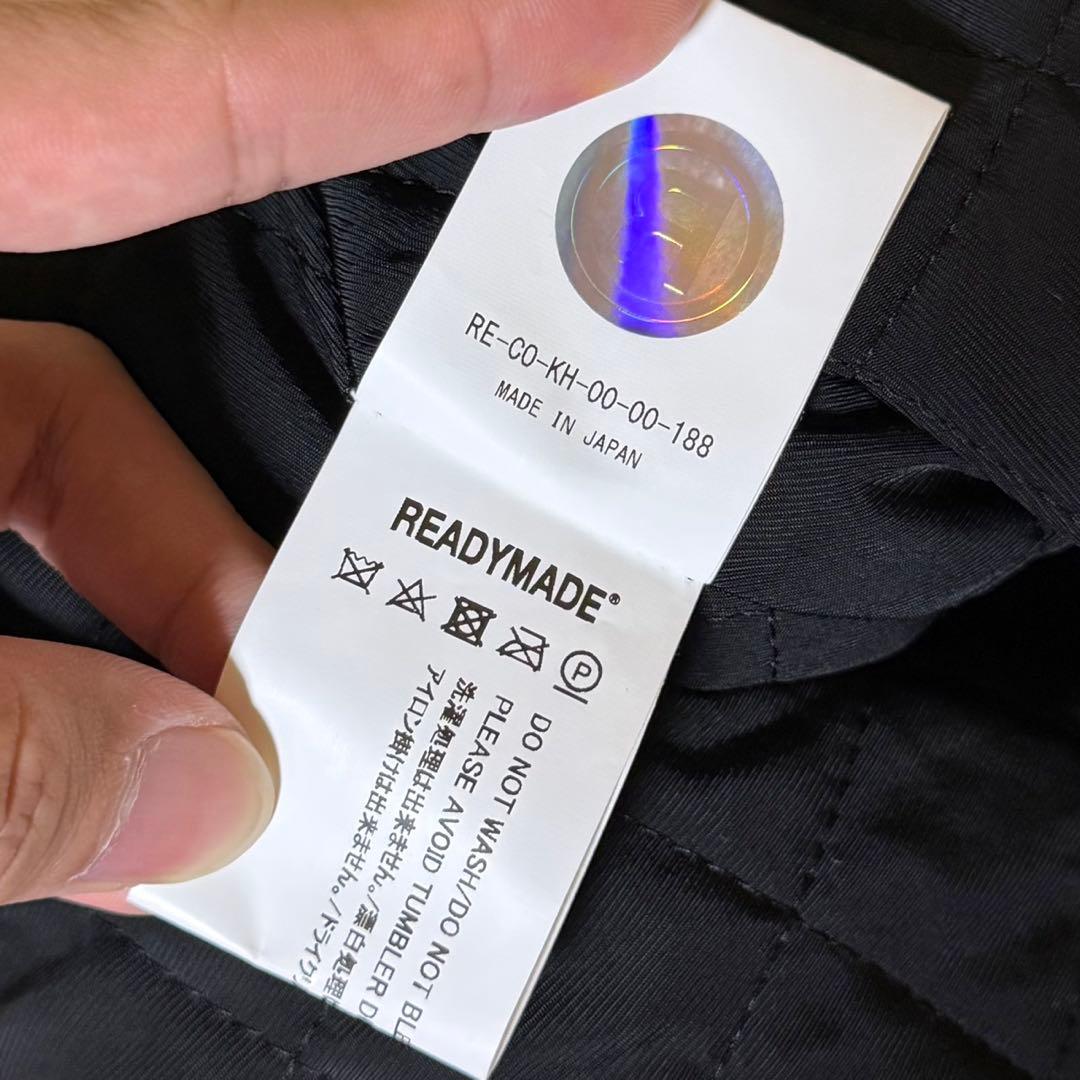 RE-CO-KH-00-00-188
MADE IN JAPAN
READYMADE®
P
DO NOT WASH/DO NOT BLE
PLEASE AVOID TUMBLER D
洗濯処理は出来ません。/漂白処理は
アイロン掛けは出来ません。/ドライク